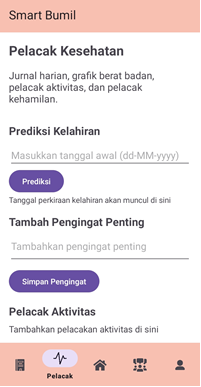 Smart Bumil
Pelacak Kesehatan
Jurnal harian, grafik berat badan,
pelacak aktivitas, dan pelacak
kehamilan.
Prediksi Kelahiran
Masukkan tanggal awal (dd-MM-yyyy)
Prediksi
Tanggal perkiraan kelahiran akan muncul di sini
Tambah Pengingat Penting
Tambahkan pengingat penting
Simpan Pengingat
Pelacak Aktivitas
Tambahkan pelacakan aktivitas di sini
Pelacak